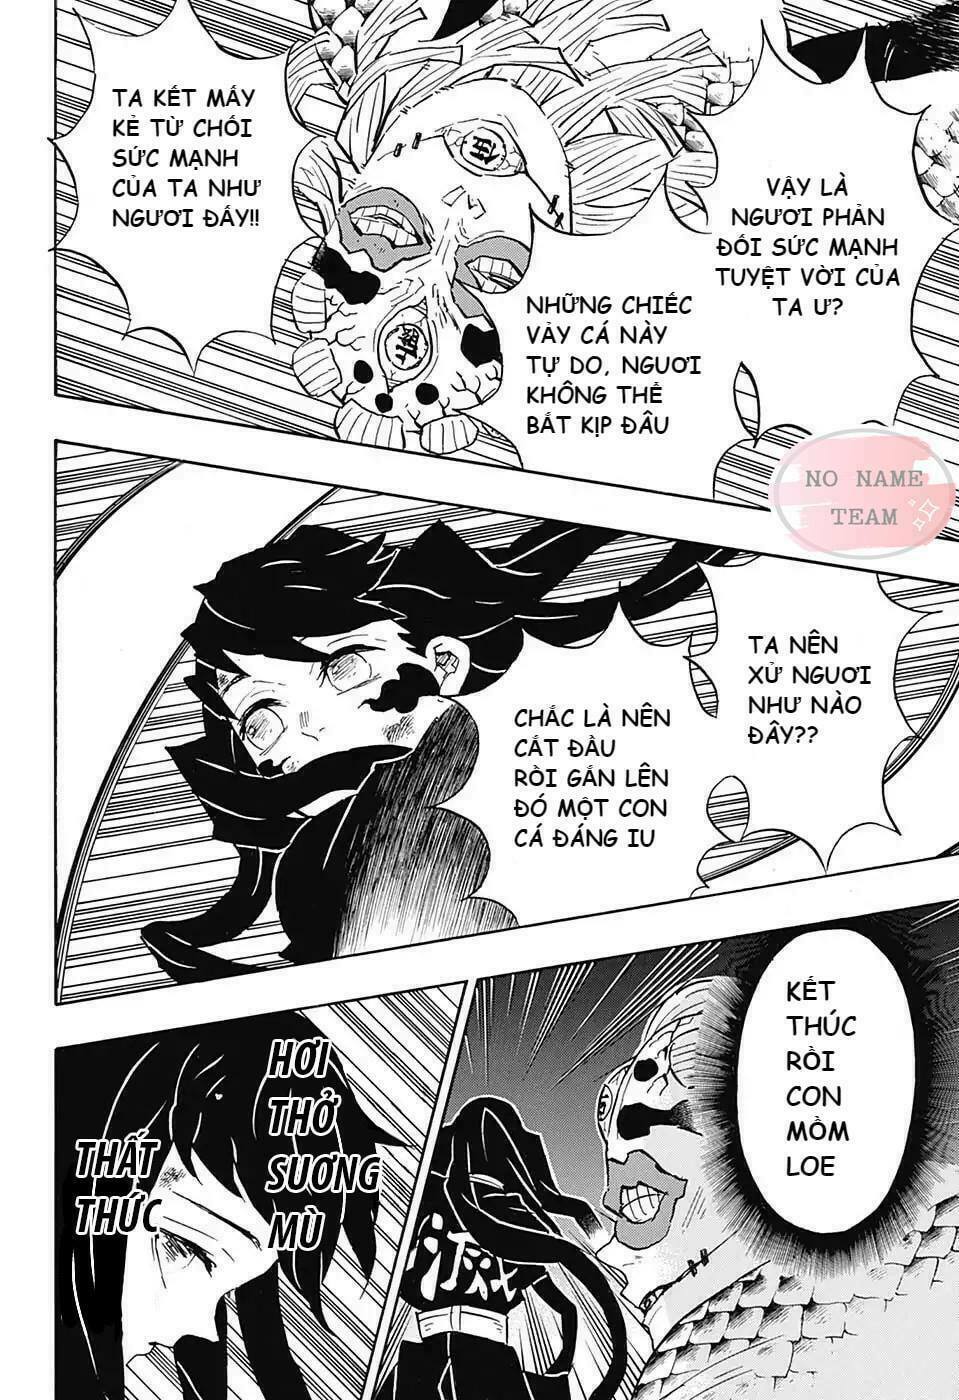 VẬY LÀ
NGƯƠI PHẢN
ĐỐI SỨC MẠNH
TUYỆT VỜI CỦA
TA Ư?
NHỮNG CHIẾC
VẢY CÁ NÀY
TỰ DO, NGUƠI
KHÔNG THỂ
BẮT KỊP ĐÂU
TA KẾT MẤY
KẺ TỪ CHỐI
SỨC MẠNH
CỦA TA NHƯ
NGƯƠI ĐẤY!!
NO NAME
TEAM
TA NÊN
XỬ NGUƠI
NHƯ NÀO
ĐÂY??
CHẮC LÀ NÊN
CẮT ĐẦU
RỒI GẮN LÊN
ĐÓ MỘT CON
CÁ ĐÁNG IU
KẾT
THÚC
RỒI
CON
MỒM
LOE
滅
HƠI
THỞ
SƯƠNG
MÙ
THẤT
THỨC